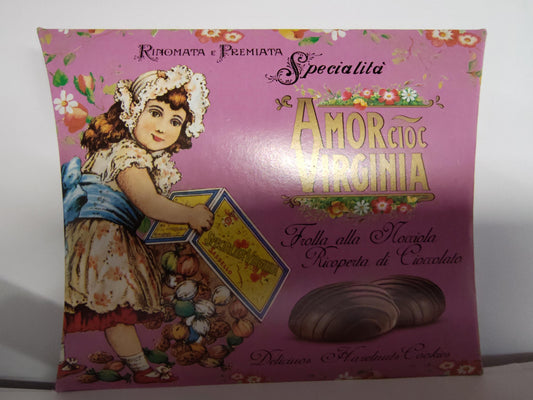 Rinomata e Premiata
Specialità
AMOR CIOC
VIRGINIA
Frolla alla Nocciola
Ricoperta di Cioccolato
Delicious Hazelnuts Cookies